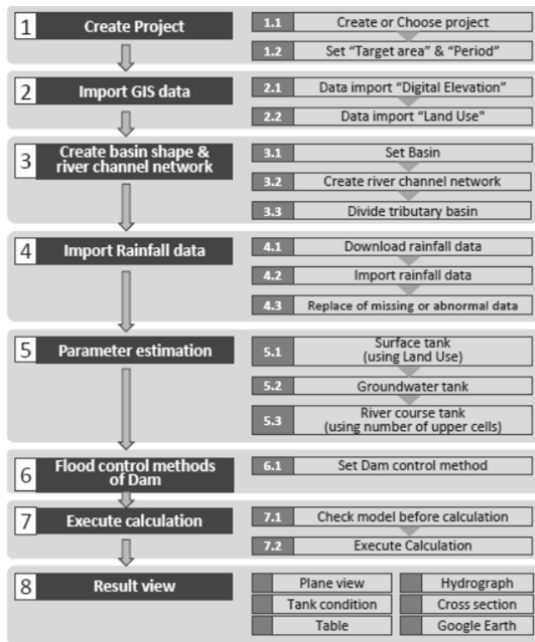 1
Create Project
1.1
Create or Choose project
1.2
Set “Target area” & “Period”
2
Import GIS data
2.1
Data import “Digital Elevation”
2.2
Data import “Land Use”
3
Create basin shape &
river channel network
3.1
Set Basin
3.2
Create river channel network
3.3
Divide tributary basin
4
Import Rainfall data
4.1
Download rainfall data
4.2
Import rainfall data
4.3
Replace of missing or abnormal data
5
Parameter estimation
5.1
Surface tank
(using Land Use)
5.2
Groundwater tank
5.3
River course tank
(using number of upper cells)
6
Flood control methods
of Dam
6.1
Set Dam control method
7
Execute calculation
7.1
Check model before calculation
7.2
Execute Calculation
8
Result view
Plane view
Hydrograph
Tank condition
Cross section
Table
Google Earth